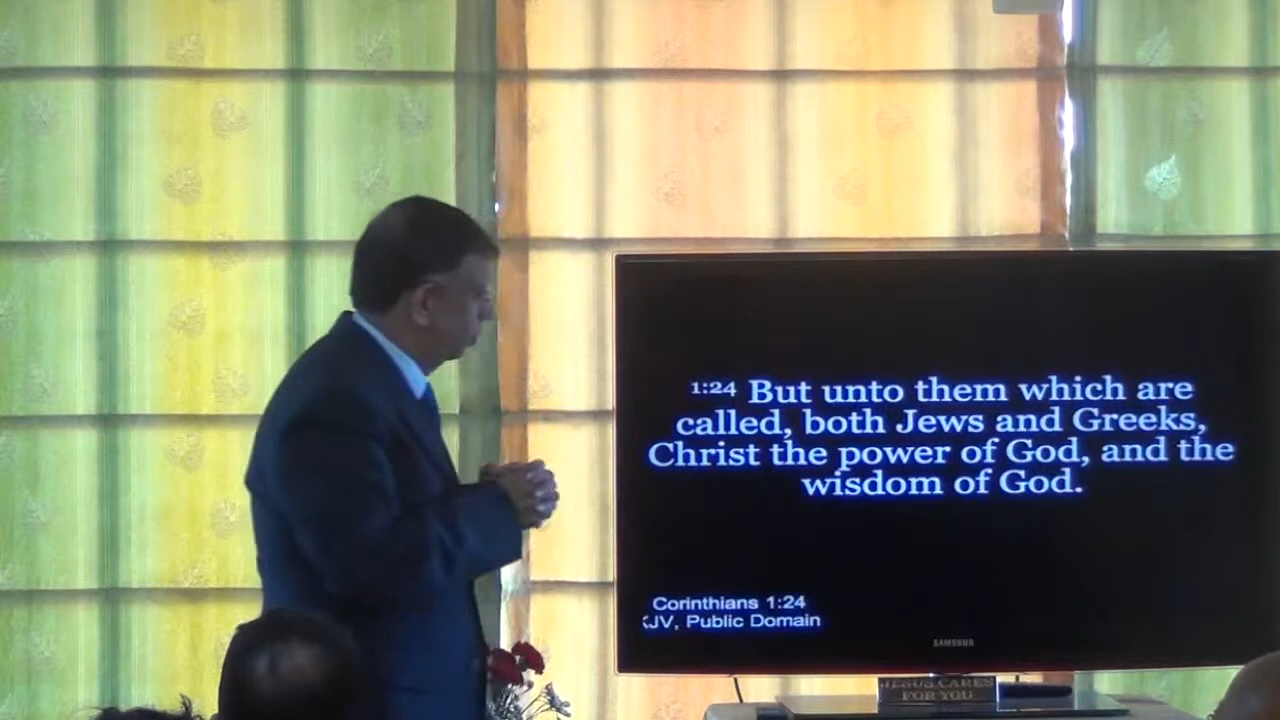 1:24 But unto them which are
called, both Jews and Greeks,
Christ the power of God, and the
wisdom of God.
Corinthians 1:24
KJV, Public Domain
SAMSUNG
JESUS CARES
FOR YOU